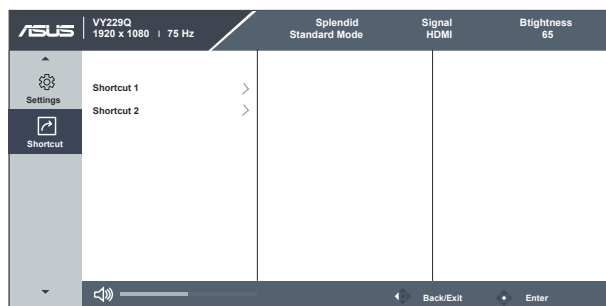 ASUS
VY229Q
1920 x 1080 | 75 Hz
Splendid
Standard Mode
Signal
HDMI
Btightness
65
Settings
Shortcut
Shortcut 1
Shortcut 2
Back/Exit
Enter